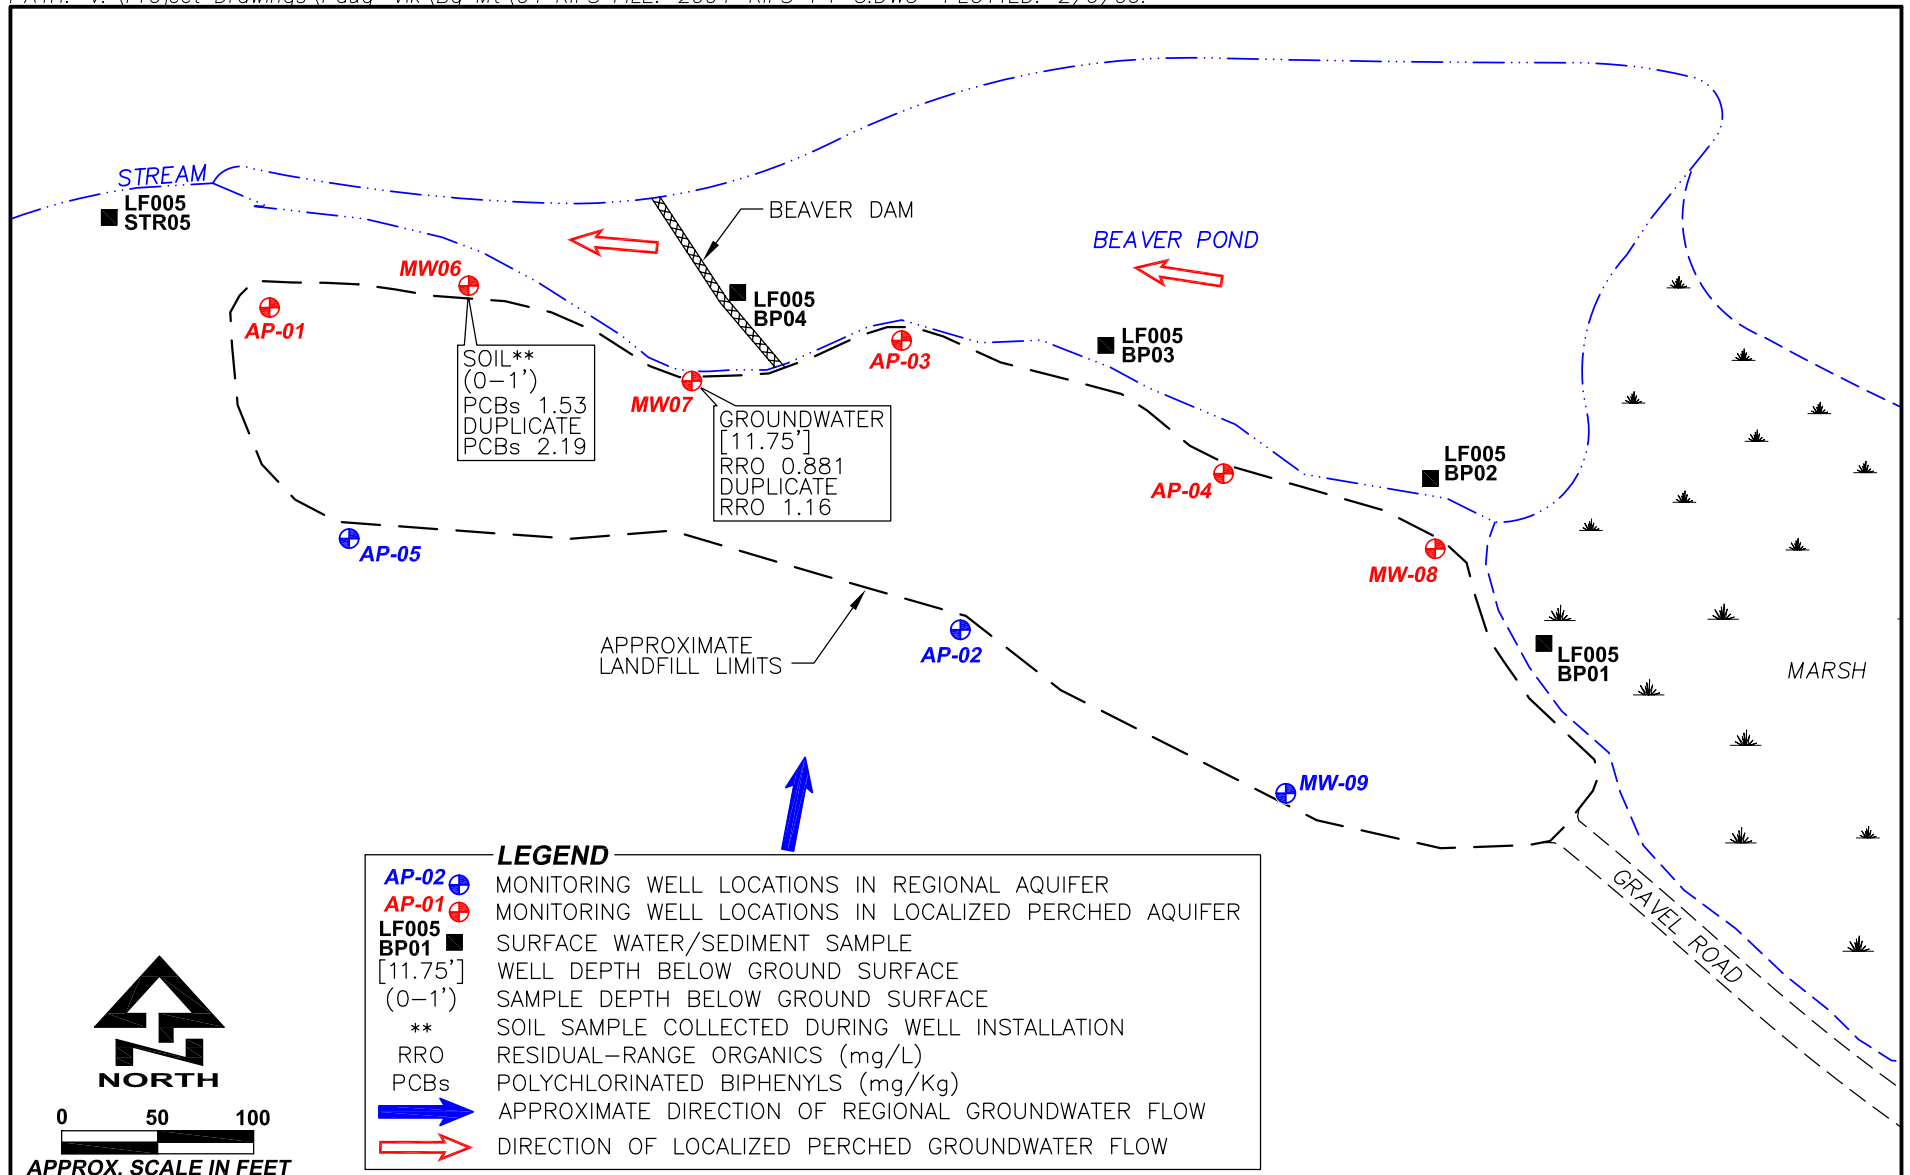 STREAM
LF005
STR05
BEAVER DAM
BEAVER POND
MW06
AP-01
LF005
BP04
LF005
BP03
AP-03
SOIL**
(0-1')
PCBs 1.53
DUPLICATE
PCBs 2.19
MW07
GROUNDWATER
[11.75']
RRO 0.881
DUPLICATE
RRO 1.16
LF005
BP02
AP-04
AP-05
MW-08
APPROXIMATE
LANDFILL LIMITS
AP-02
LF005
BP01
MARSH
MW-09
GRAVEL ROAD
LEGEND
AP-02 MONITORING WELL LOCATIONS IN REGIONAL AQUIFER
AP-01 MONITORING WELL LOCATIONS IN LOCALIZED PERCHED AQUIFER
LF005
BP01 SURFACE WATER/SEDIMENT SAMPLE
[11.75'] WELL DEPTH BELOW GROUND SURFACE
(0-1') SAMPLE DEPTH BELOW GROUND SURFACE
** SOIL SAMPLE COLLECTED DURING WELL INSTALLATION
RRO RESIDUAL-RANGE ORGANICS (mg/L)
PCBs POLYCHLORINATED BIPHENYLS (mg/Kg)
APPROXIMATE DIRECTION OF REGIONAL GROUNDWATER FLOW
DIRECTION OF LOCALIZED PERCHED GROUNDWATER FLOW
N
NORTH
0 50 100
APPROX. SCALE IN FEET